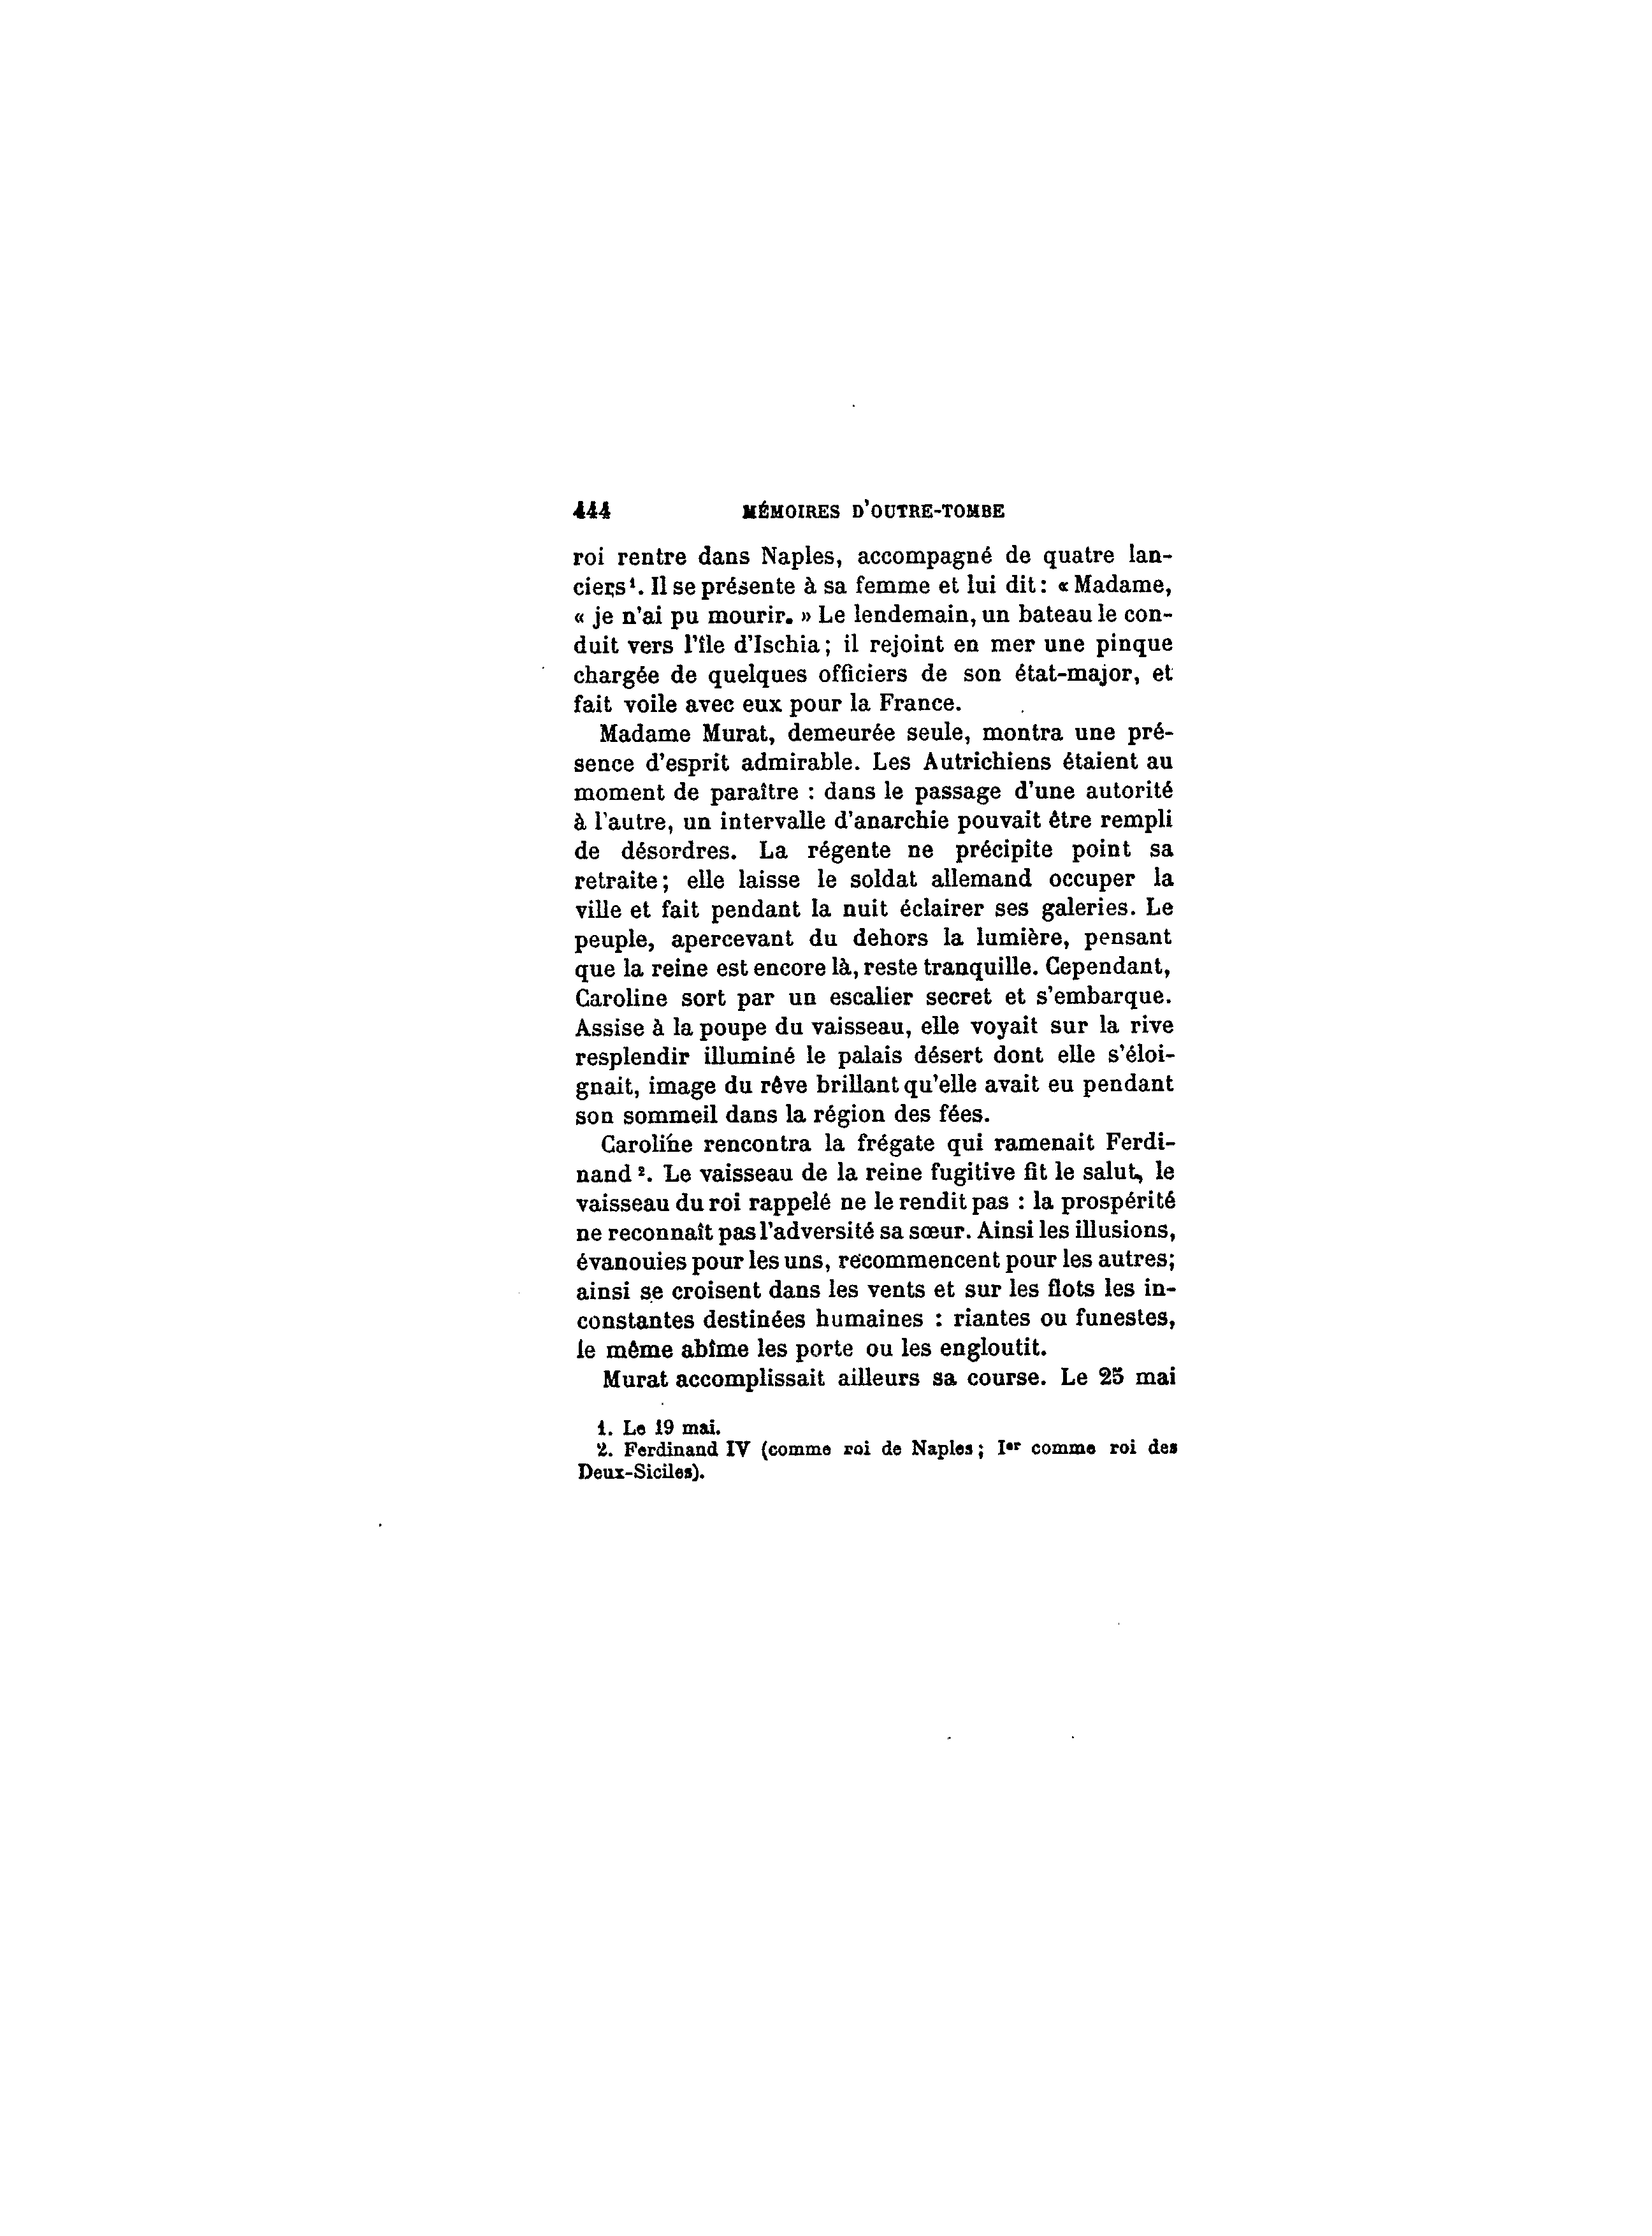 444 MÉMOIRES D'OUTRE-TOMBE
roi rentre dans Naples, accompagné de quatre lan-
ciers¹. Il se présente à sa femme et lui dit : « Madame,
« je n'ai pu mourir. » Le lendemain, un bateau le con-
duit vers l'île d'Ischia; il rejoint en mer une pinque
chargée de quelques officiers de son état-major, et
fait voile avec eux pour la France.
Madame Murat, demeurée seule, montra une pré-
sence d'esprit admirable. Les Autrichiens étaient au
moment de paraître : dans le passage d'une autorité
à l'autre, un intervalle d'anarchie pouvait être rempli
de désordres. La régente ne précipite point sa
retraite; elle laisse le soldat allemand occuper la
ville et fait pendant la nuit éclairer ses galeries. Le
peuple, apercevant du dehors la lumière, pensant
que la reine est encore là, reste tranquille. Cependant,
Caroline sort par un escalier secret et s'embarque.
Assise à la poupe du vaisseau, elle voyait sur la rive
resplendir illuminé le palais désert dont elle s'éloi-
gnait, image du rêve brillant qu'elle avait eu pendant
son sommeil dans la région des fées.
Caroline rencontra la frégate qui ramenait Ferdi-
nand ². Le vaisseau de la reine fugitive fit le salut, le
vaisseau du roi rappelé ne le rendit pas : la prospérité
ne reconnaît pas l'adversité sa sœur. Ainsi les illusions,
évanouies pour les uns, recommencent pour les autres;
ainsi se croisent dans les vents et sur les flots les in-
constantes destinées humaines : riantes ou funestes,
le même abîme les porte ou les engloutit.
Murat accomplissait ailleurs sa course. Le 25 mai
1. Le 19 mai.
2. Ferdinand IV (comme roi de Naples; Iᵉʳ comme roi des
Deux-Siciles).